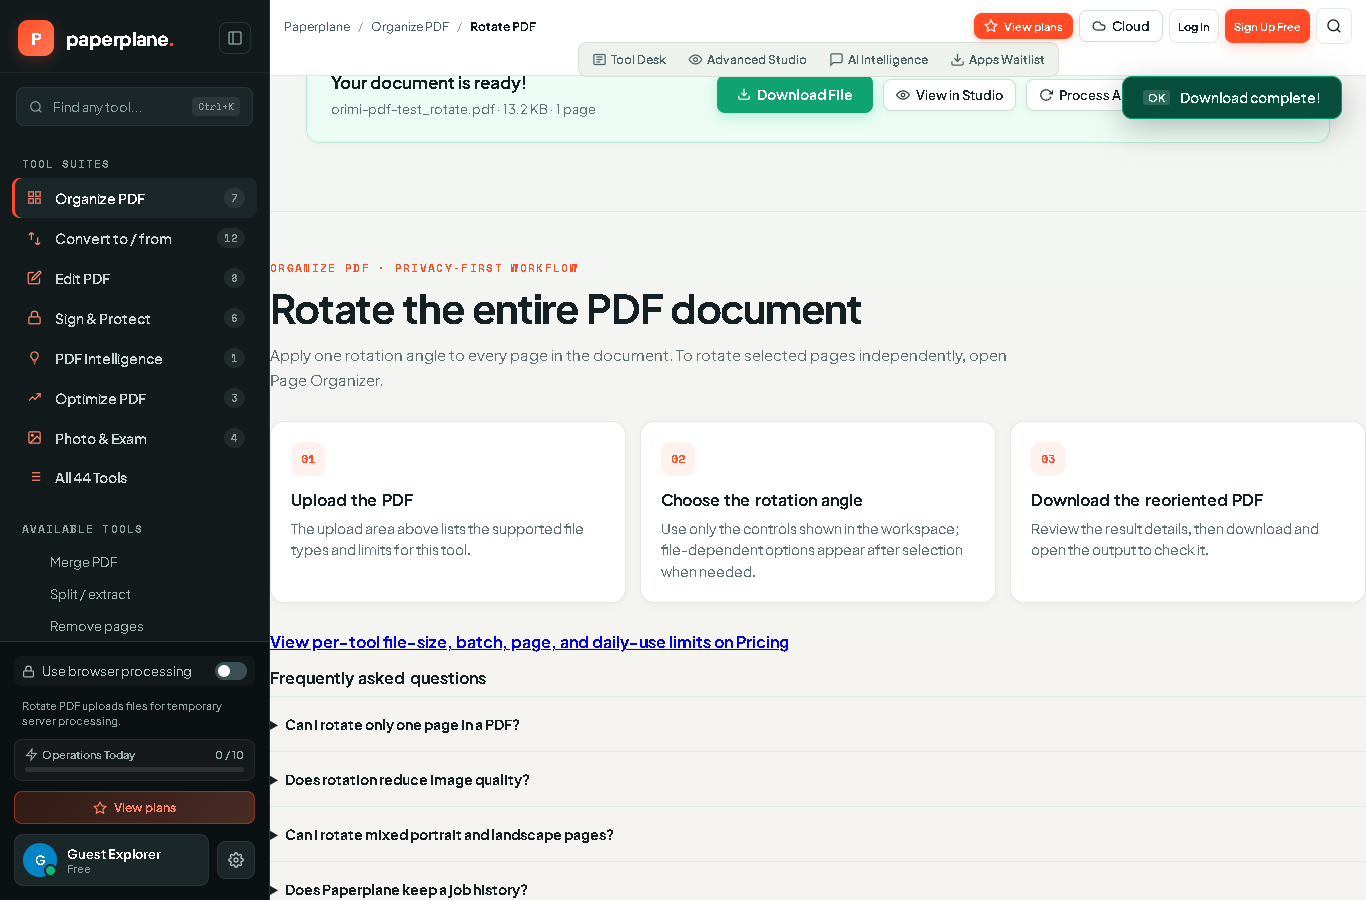 P paperplane.
Find any tool... Ctrl+K
TOOL SUITES
Organize PDF 7
Convert to / from 12
Edit PDF 8
Sign & Protect 6
PDF Intelligence 1
Optimize PDF 3
Photo & Exam 4
All 44 Tools
AVAILABLE TOOLS
Merge PDF
Split / extract
Remove pages
Use browser processing
Rotate PDF uploads files for temporary
server processing.
Operations Today 0 / 10
View plans
G Guest Explorer
Free
Paperplane / Organize PDF / Rotate PDF
View plans Cloud Log In Sign Up Free
Tool Desk Advanced Studio AI Intelligence Apps Waitlist
Your document is ready!
orimi-pdf-test_rotate.pdf · 13.2 KB · 1 page
Download File View in Studio Process A
OK Download complete!
ORGANIZE PDF · PRIVACY-FIRST WORKFLOW
Rotate the entire PDF document
Apply one rotation angle to every page in the document. To rotate selected pages independently, open
Page Organizer.
01
Upload the PDF
The upload area above lists the supported file
types and limits for this tool.
02
Choose the rotation angle
Use only the controls shown in the workspace;
file-dependent options appear after selection
when needed.
03
Download the reoriented PDF
Review the result details, then download and
open the output to check it.
View per-tool file-size, batch, page, and daily-use limits on Pricing
Frequently asked questions
Can I rotate only one page in a PDF?
Does rotation reduce image quality?
Can I rotate mixed portrait and landscape pages?
Does Paperplane keep a job history?